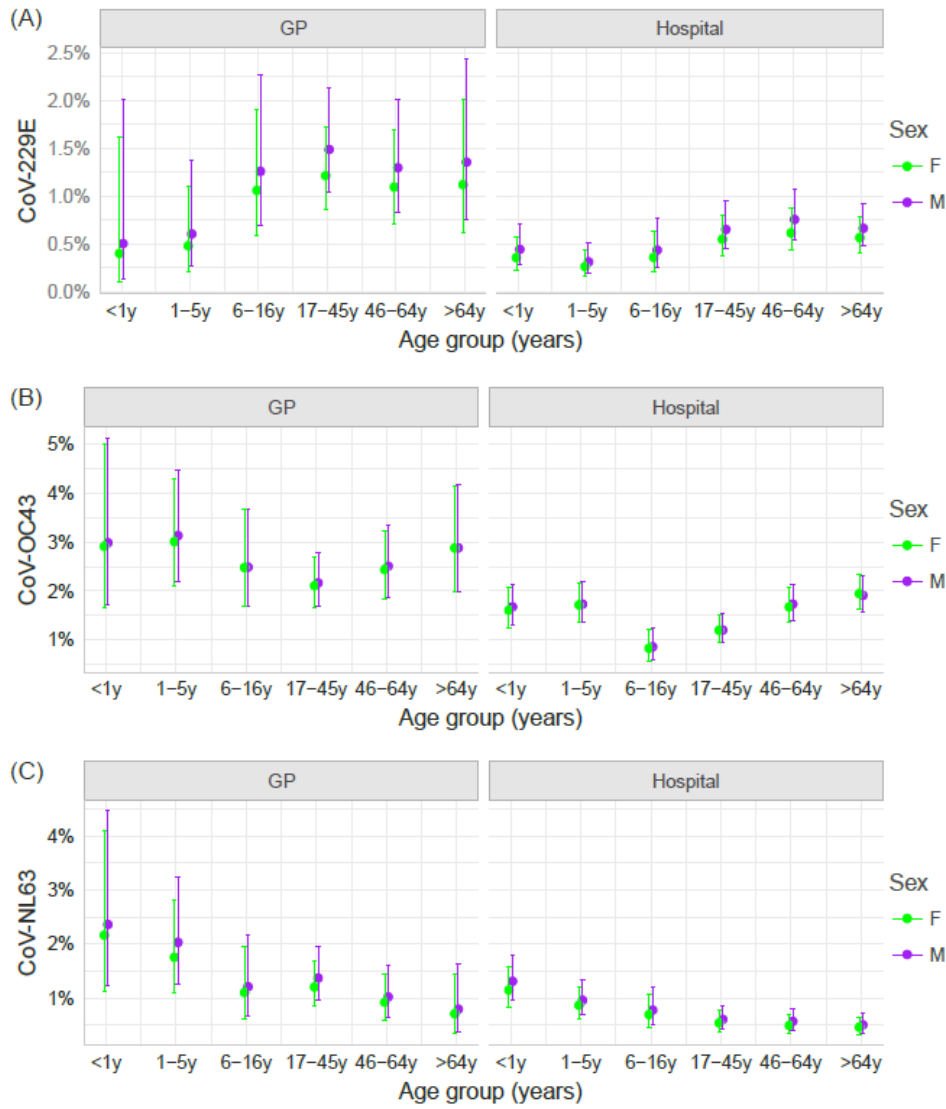 (A)
GP
Hospital
CoV-229E
2.5%
2.0%
1.5%
1.0%
0.5%
0.0%
<1y 1−5y 6−16y 17−45y 46−64y >64y
<1y 1−5y 6−16y 17−45y 46−64y >64y
Age group (years)
Sex
F
M
(B)
GP
Hospital
CoV-OC43
5%
4%
3%
2%
1%
<1y 1−5y 6−16y 17−45y 46−64y >64y
<1y 1−5y 6−16y 17−45y 46−64y >64y
Age group (years)
Sex
F
M
(C)
GP
Hospital
CoV-NL63
4%
3%
2%
1%
<1y 1−5y 6−16y 17−45y 46−64y >64y
<1y 1−5y 6−16y 17−45y 46−64y >64y
Age group (years)
Sex
F
M